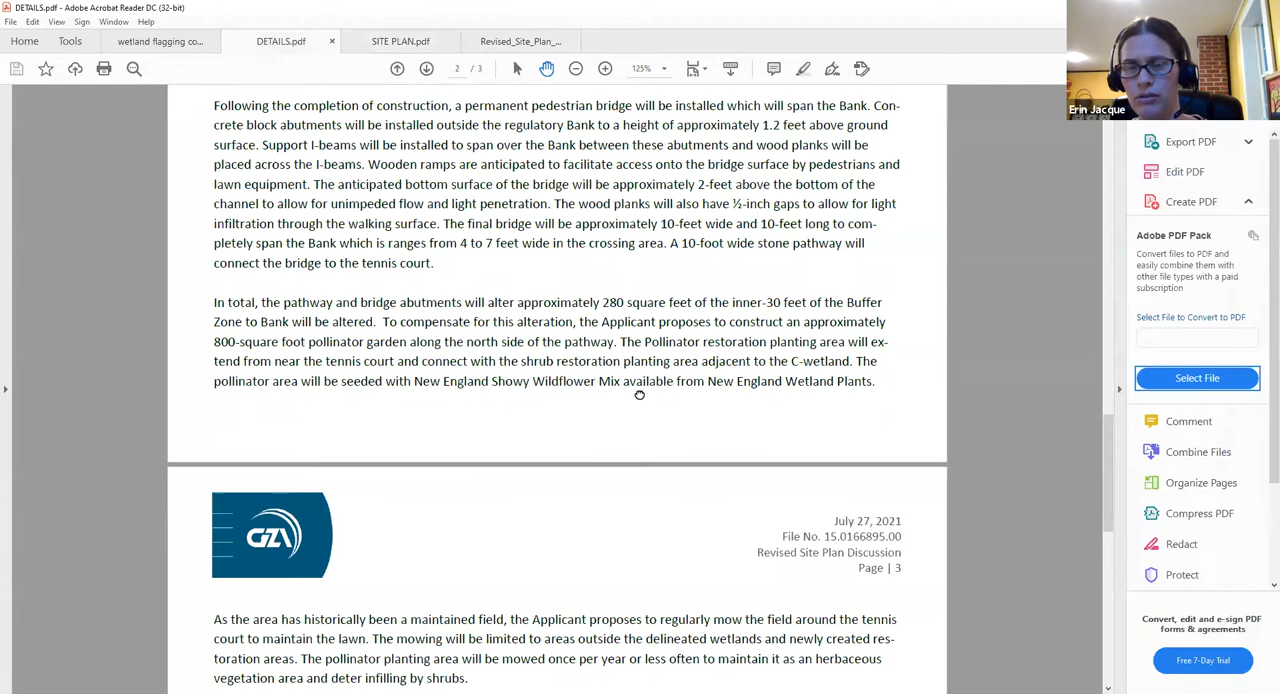 DETAILS.pdf - Adobe Acrobat Reader DC (32-bit)
File Edit View Sign Window Help
Home Tools wetland flagging co... DETAILS.pdf × SITE PLAN.pdf Revised_Site_Plan_...
2 / 3 125%
Erin Jacque
Following the completion of construction, a permanent pedestrian bridge will be installed which will span the Bank. Con-
crete block abutments will be installed outside the regulatory Bank to a height of approximately 1.2 feet above ground
surface. Support I-beams will be installed to span over the Bank between these abutments and wood planks will be
placed across the I-beams. Wooden ramps are anticipated to facilitate access onto the bridge surface by pedestrians and
lawn equipment. The anticipated bottom surface of the bridge will be approximately 2-feet above the bottom of the
channel to allow for unimpeded flow and light penetration. The wood planks will also have ½-inch gaps to allow for light
infiltration through the walking surface. The final bridge will be approximately 10-feet wide and 10-feet long to com-
pletely span the Bank which is ranges from 4 to 7 feet wide in the crossing area. A 10-foot wide stone pathway will
connect the bridge to the tennis court.
In total, the pathway and bridge abutments will alter approximately 280 square feet of the inner-30 feet of the Buffer
Zone to Bank will be altered. To compensate for this alteration, the Applicant proposes to construct an approximately
800-square foot pollinator garden along the north side of the pathway. The Pollinator restoration planting area will ex-
tend from near the tennis court and connect with the shrub restoration planting area adjacent to the C-wetland. The
pollinator area will be seeded with New England Showy Wildflower Mix available from New England Wetland Plants.
GZA
July 27, 2021
File No. 15.0166895.00
Revised Site Plan Discussion
Page | 3
As the area has historically been a maintained field, the Applicant proposes to regularly mow the field around the tennis
court to maintain the lawn. The mowing will be limited to areas outside the delineated wetlands and newly created res-
toration areas. The pollinator planting area will be mowed once per year or less often to maintain it as an herbaceous
vegetation area and deter infilling by shrubs.
Export PDF
Edit PDF
Create PDF
Adobe PDF Pack
Convert files to PDF and
easily combine them with
other file types with a paid
subscription
Select File to Convert to PDF
Select File
Comment
Combine Files
Organize Pages
Compress PDF
Redact
Protect
Convert, edit and e-sign PDF
forms & agreements
Free 7-Day Trial